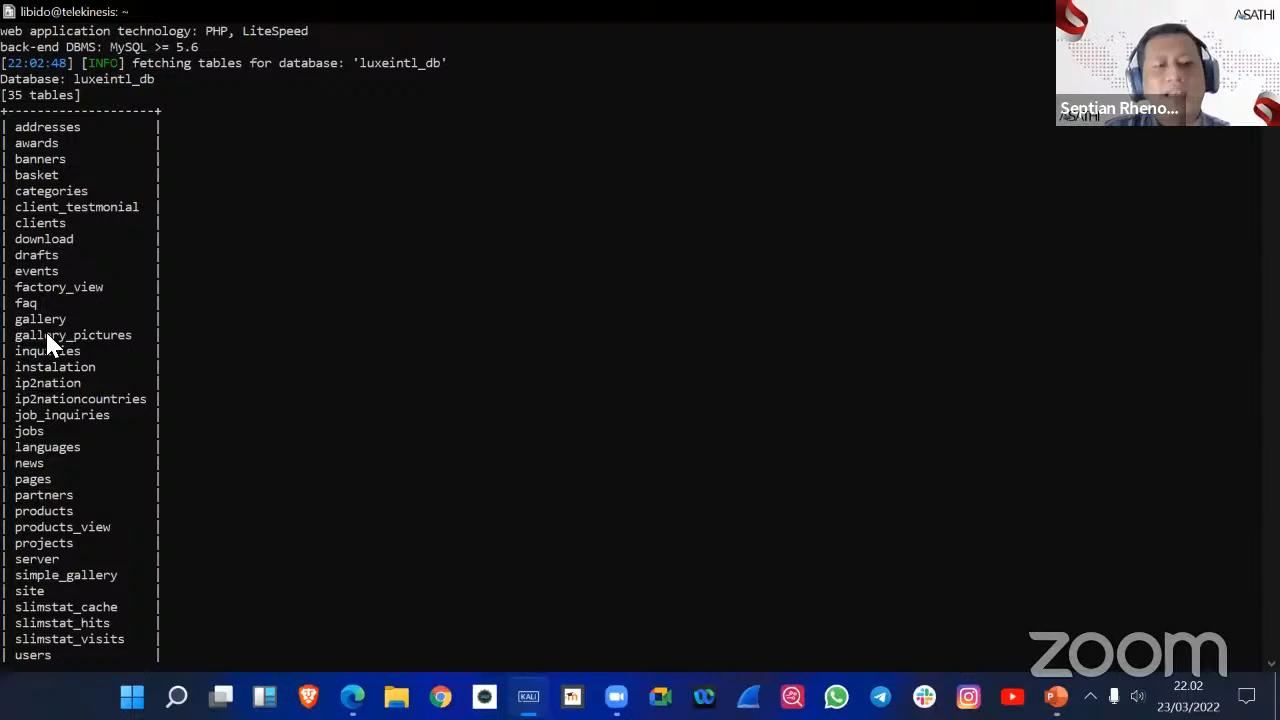 libido@telekinesis: ~
web application technology: PHP, LiteSpeed
back-end DBMS: MySQL >= 5.6
[22:02:48] [INFO] fetching tables for database: 'luxeintl_db'
Database: luxeintl_db
[35 tables]
+-------------------+
| addresses |
| awards |
| banners |
| basket |
| categories |
| client_testmonial |
| clients |
| download |
| drafts |
| events |
| factory_view |
| faq |
| gallery |
| gallery_pictures |
| inquiries |
| instalation |
| ip2nation |
| ip2nationcountries |
| job_inquiries |
| jobs |
| languages |
| news |
| pages |
| partners |
| products |
| products_view |
| projects |
| server |
| simple_gallery |
| site |
| slimstat_cache |
| slimstat_hits |
| slimstat_visits |
| users |
ASATHI
Septian Rheno...
ASATHI
zoom
KALI
22.02
23/03/2022